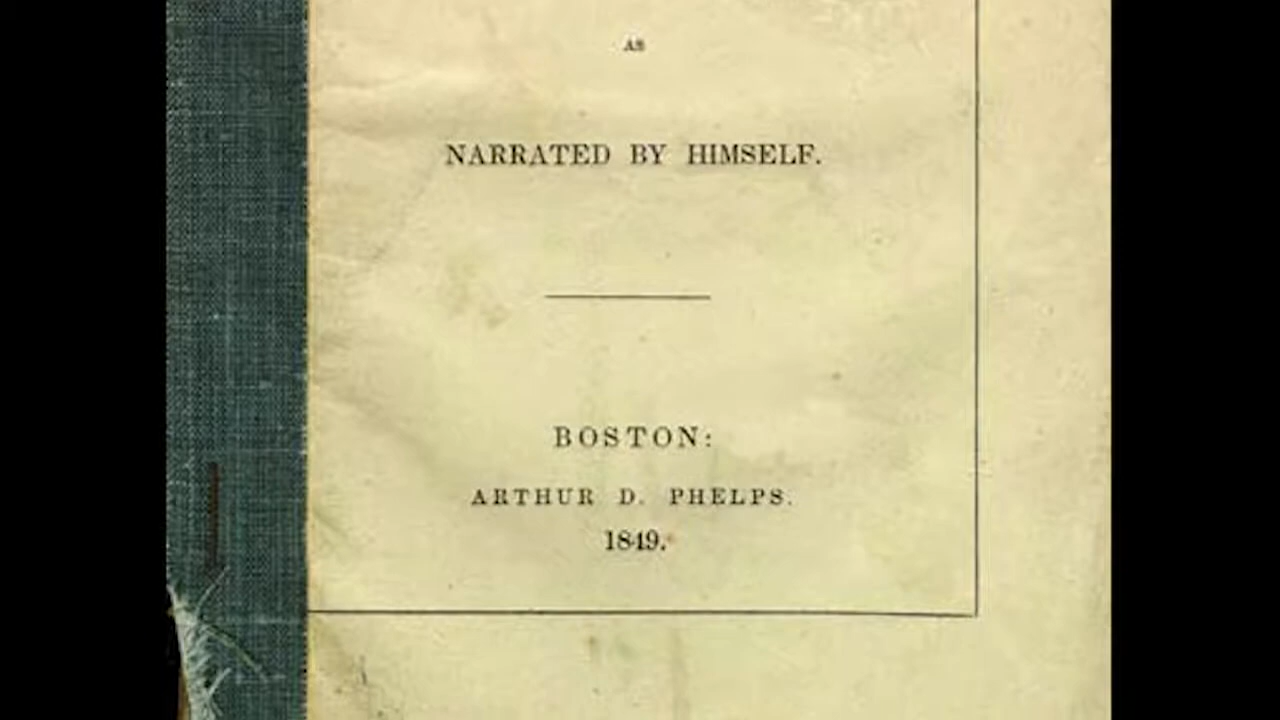 AS
NARRATED BY HIMSELF.
BOSTON:
ARTHUR D. PHELPS.
1849.